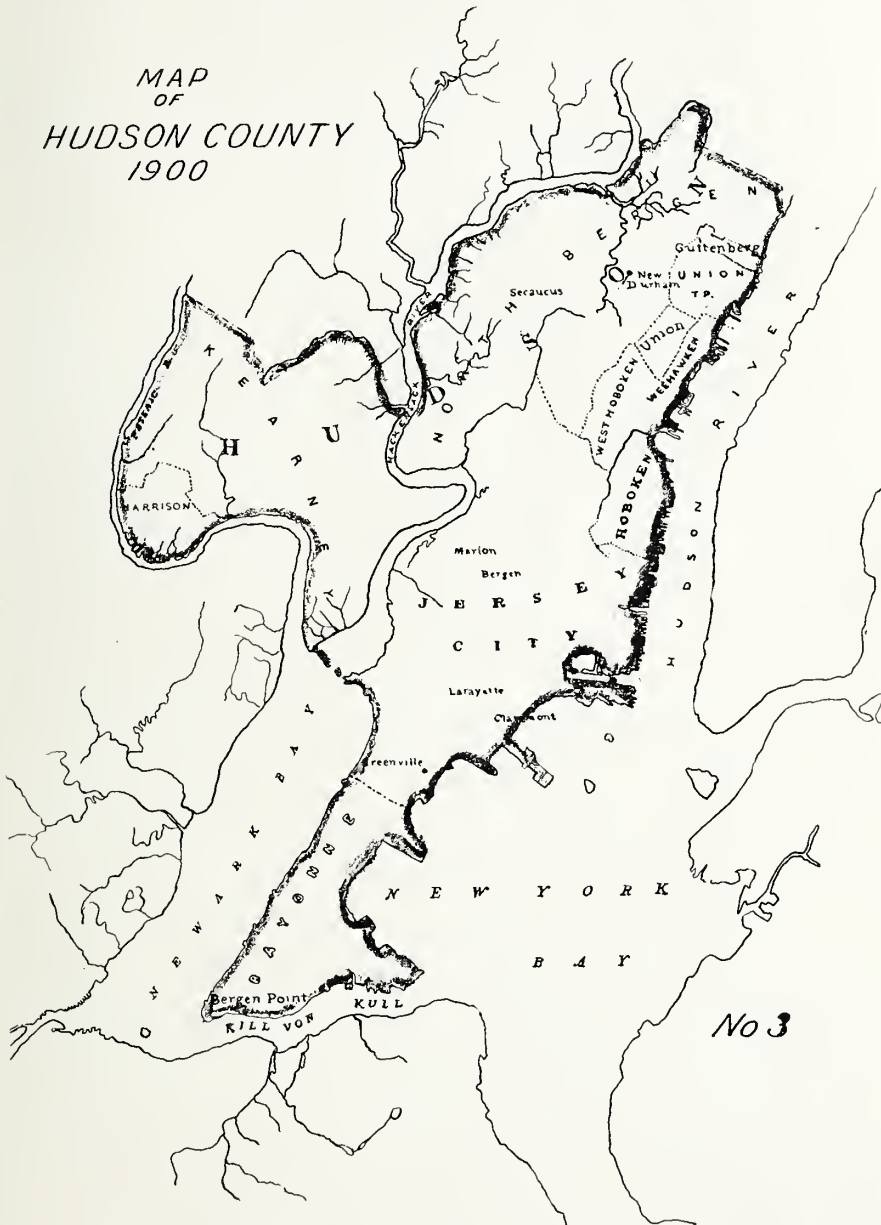 MAP
OF
HUDSON COUNTY
1900
NORTH BERGEN
Guttenberg
New
Durham
UNION
TP.
Secaucus
Union
WEEHAWKEN
WEST HOBOKEN
HACKENSACK RIVER
KEARNEY
PASSAIC R
HUDSON
HARRISON
HOBOKEN
HUDSON RIVER
Marion
Bergen
JERSEY
CITY
Lafayette
Claremont
Greenville
NEWARK BAY
BAYONNE
NEW YORK
BAY
Bergen Point
KILL VON KULL
No 3